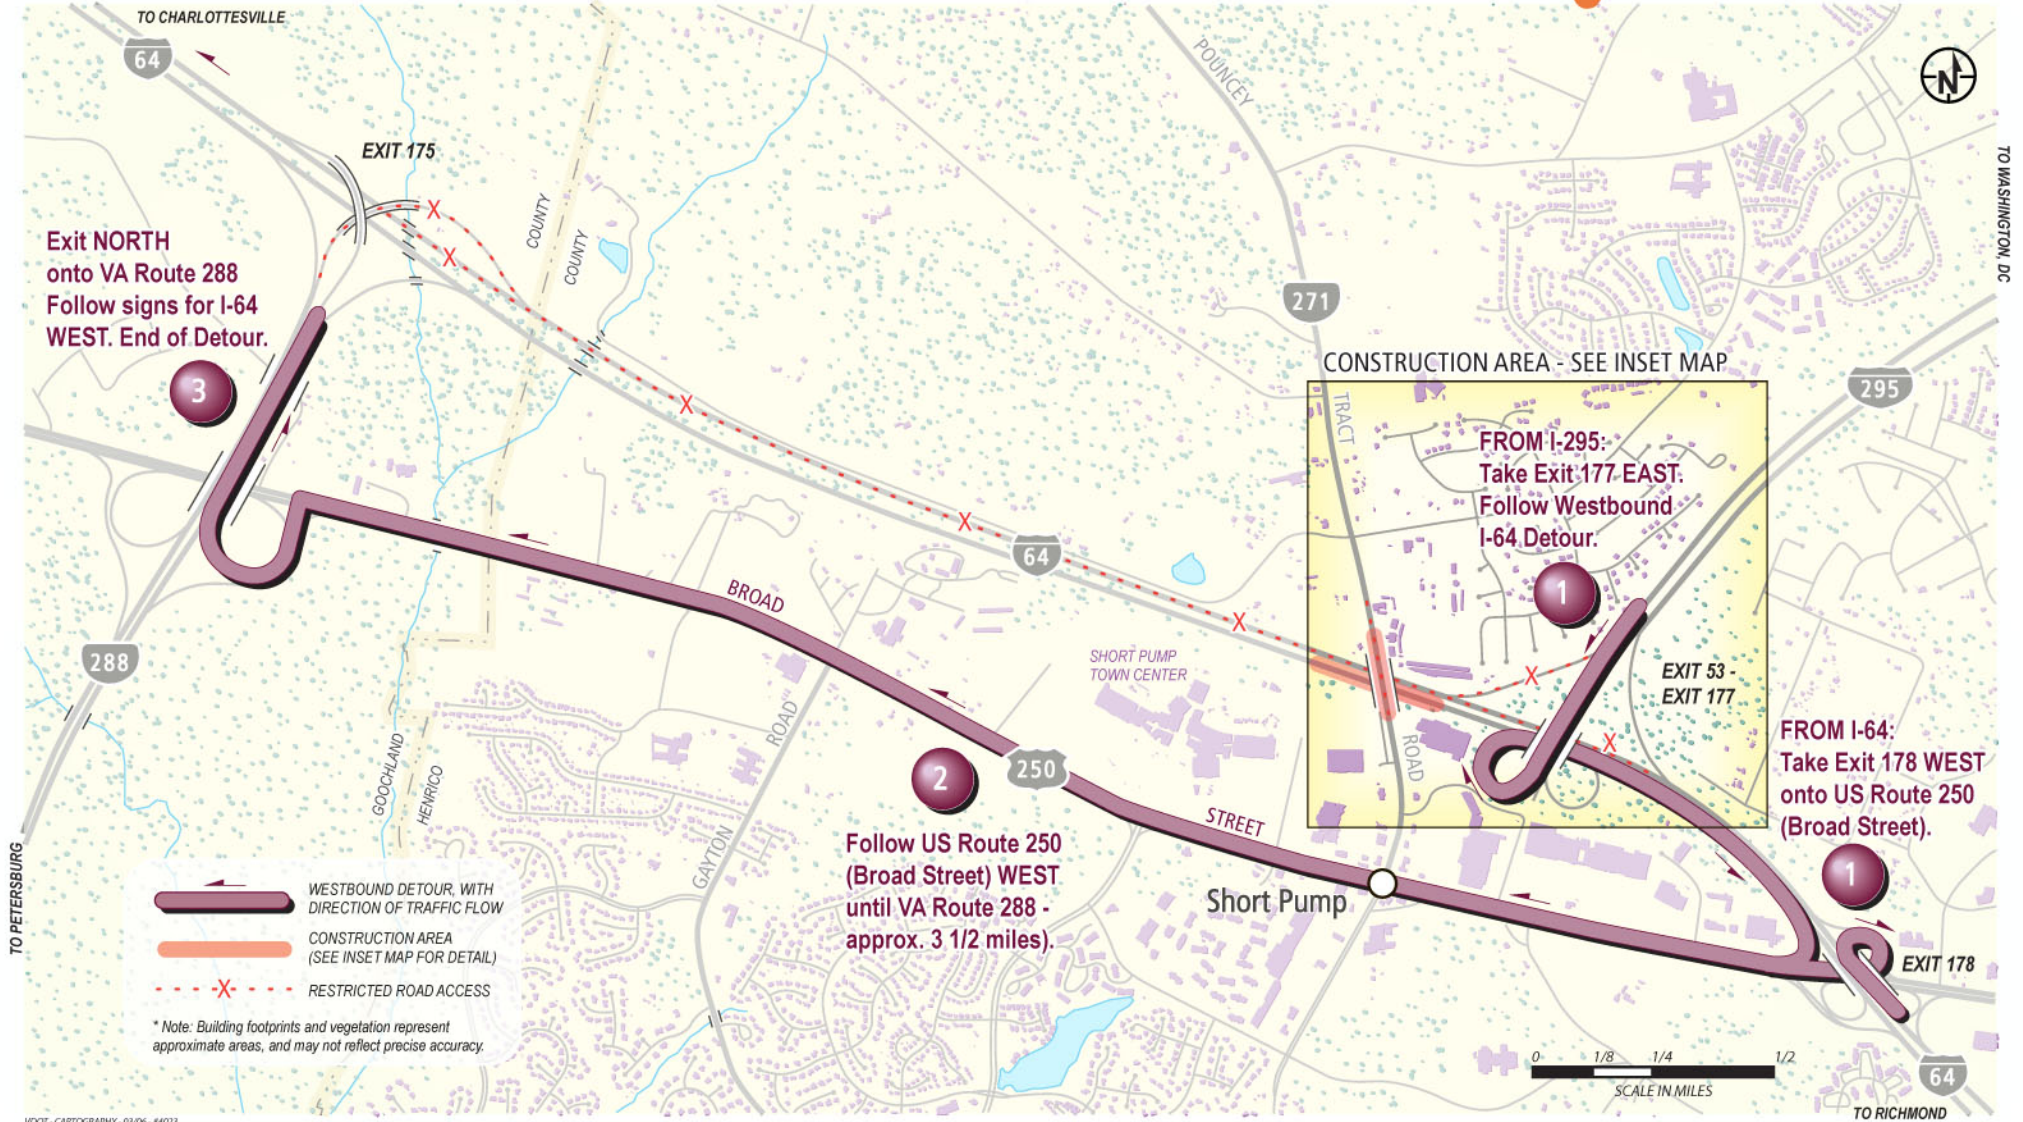 TO CHARLOTTESVILLE
64
EXIT 175
POUNCEY
N
TO WASHINGTON, DC
COUNTY
COUNTY
Exit NORTH
onto VA Route 288
Follow signs for I-64
WEST. End of Detour.
3
271
CONSTRUCTION AREA - SEE INSET MAP
295
TRACT
FROM I-295:
Take Exit 177 EAST.
Follow Westbound
I-64 Detour.
1
X
X
X
X
64
X
BROAD
288
SHORT PUMP
TOWN CENTER
X
EXIT 53 -
EXIT 177
X
FROM I-64:
Take Exit 178 WEST
onto US Route 250
(Broad Street).
1
ROAD
ROAD
GOOCHLAND
HENRICO
2
250
STREET
GAYTON
Follow US Route 250
(Broad Street) WEST
until VA Route 288 -
approx. 3 1/2 miles).
Short Pump
EXIT 178
TO PETERSBURG
WESTBOUND DETOUR, WITH
DIRECTION OF TRAFFIC FLOW
CONSTRUCTION AREA
(SEE INSET MAP FOR DETAIL)
X
RESTRICTED ROAD ACCESS
* Note: Building footprints and vegetation represent
approximate areas, and may not reflect precise accuracy.
0 1/8 1/4 1/2
SCALE IN MILES
64
TO RICHMOND